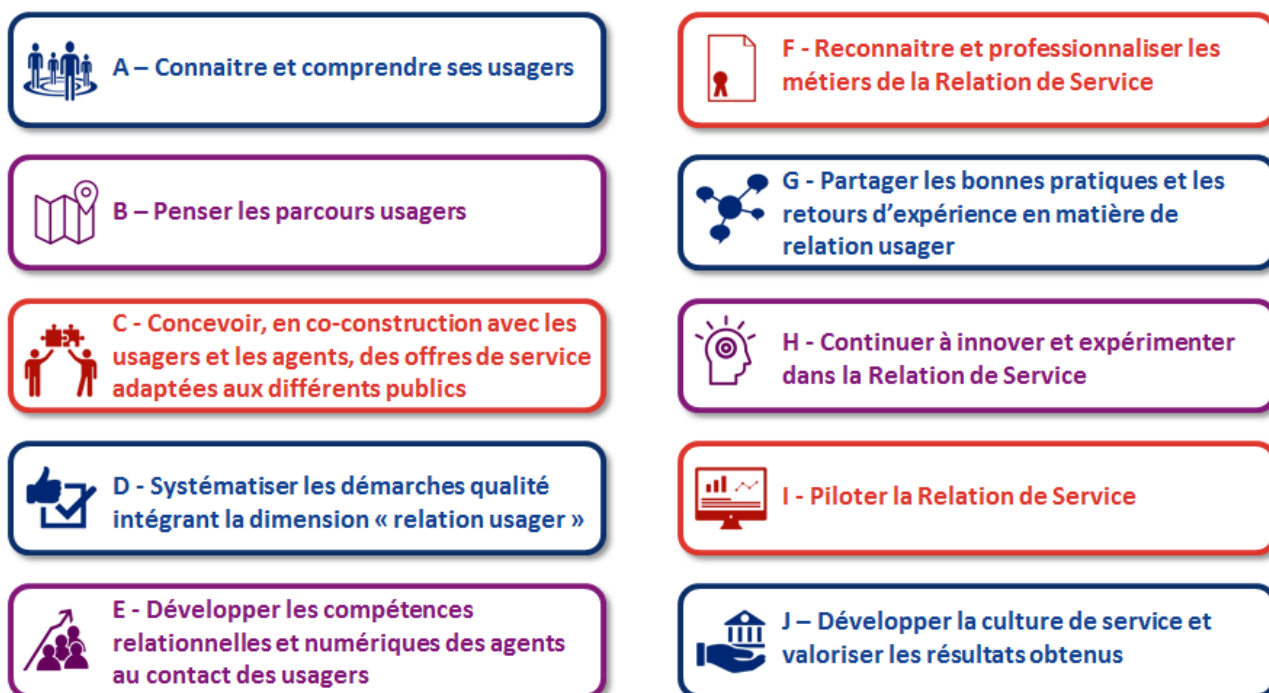 A – Connaitre et comprendre ses usagers
B – Penser les parcours usagers
C - Concevoir, en co-construction avec les
usagers et les agents, des offres de service
adaptées aux différents publics
D - Systématiser les démarches qualité
intégrant la dimension « relation usager »
E - Développer les compétences
relationnelles et numériques des agents
au contact des usagers
F - Reconnaitre et professionnaliser les
métiers de la Relation de Service
G - Partager les bonnes pratiques et les
retours d’expérience en matière de
relation usager
H - Continuer à innover et expérimenter
dans la Relation de Service
I - Piloter la Relation de Service
J – Développer la culture de service et
valoriser les résultats obtenus